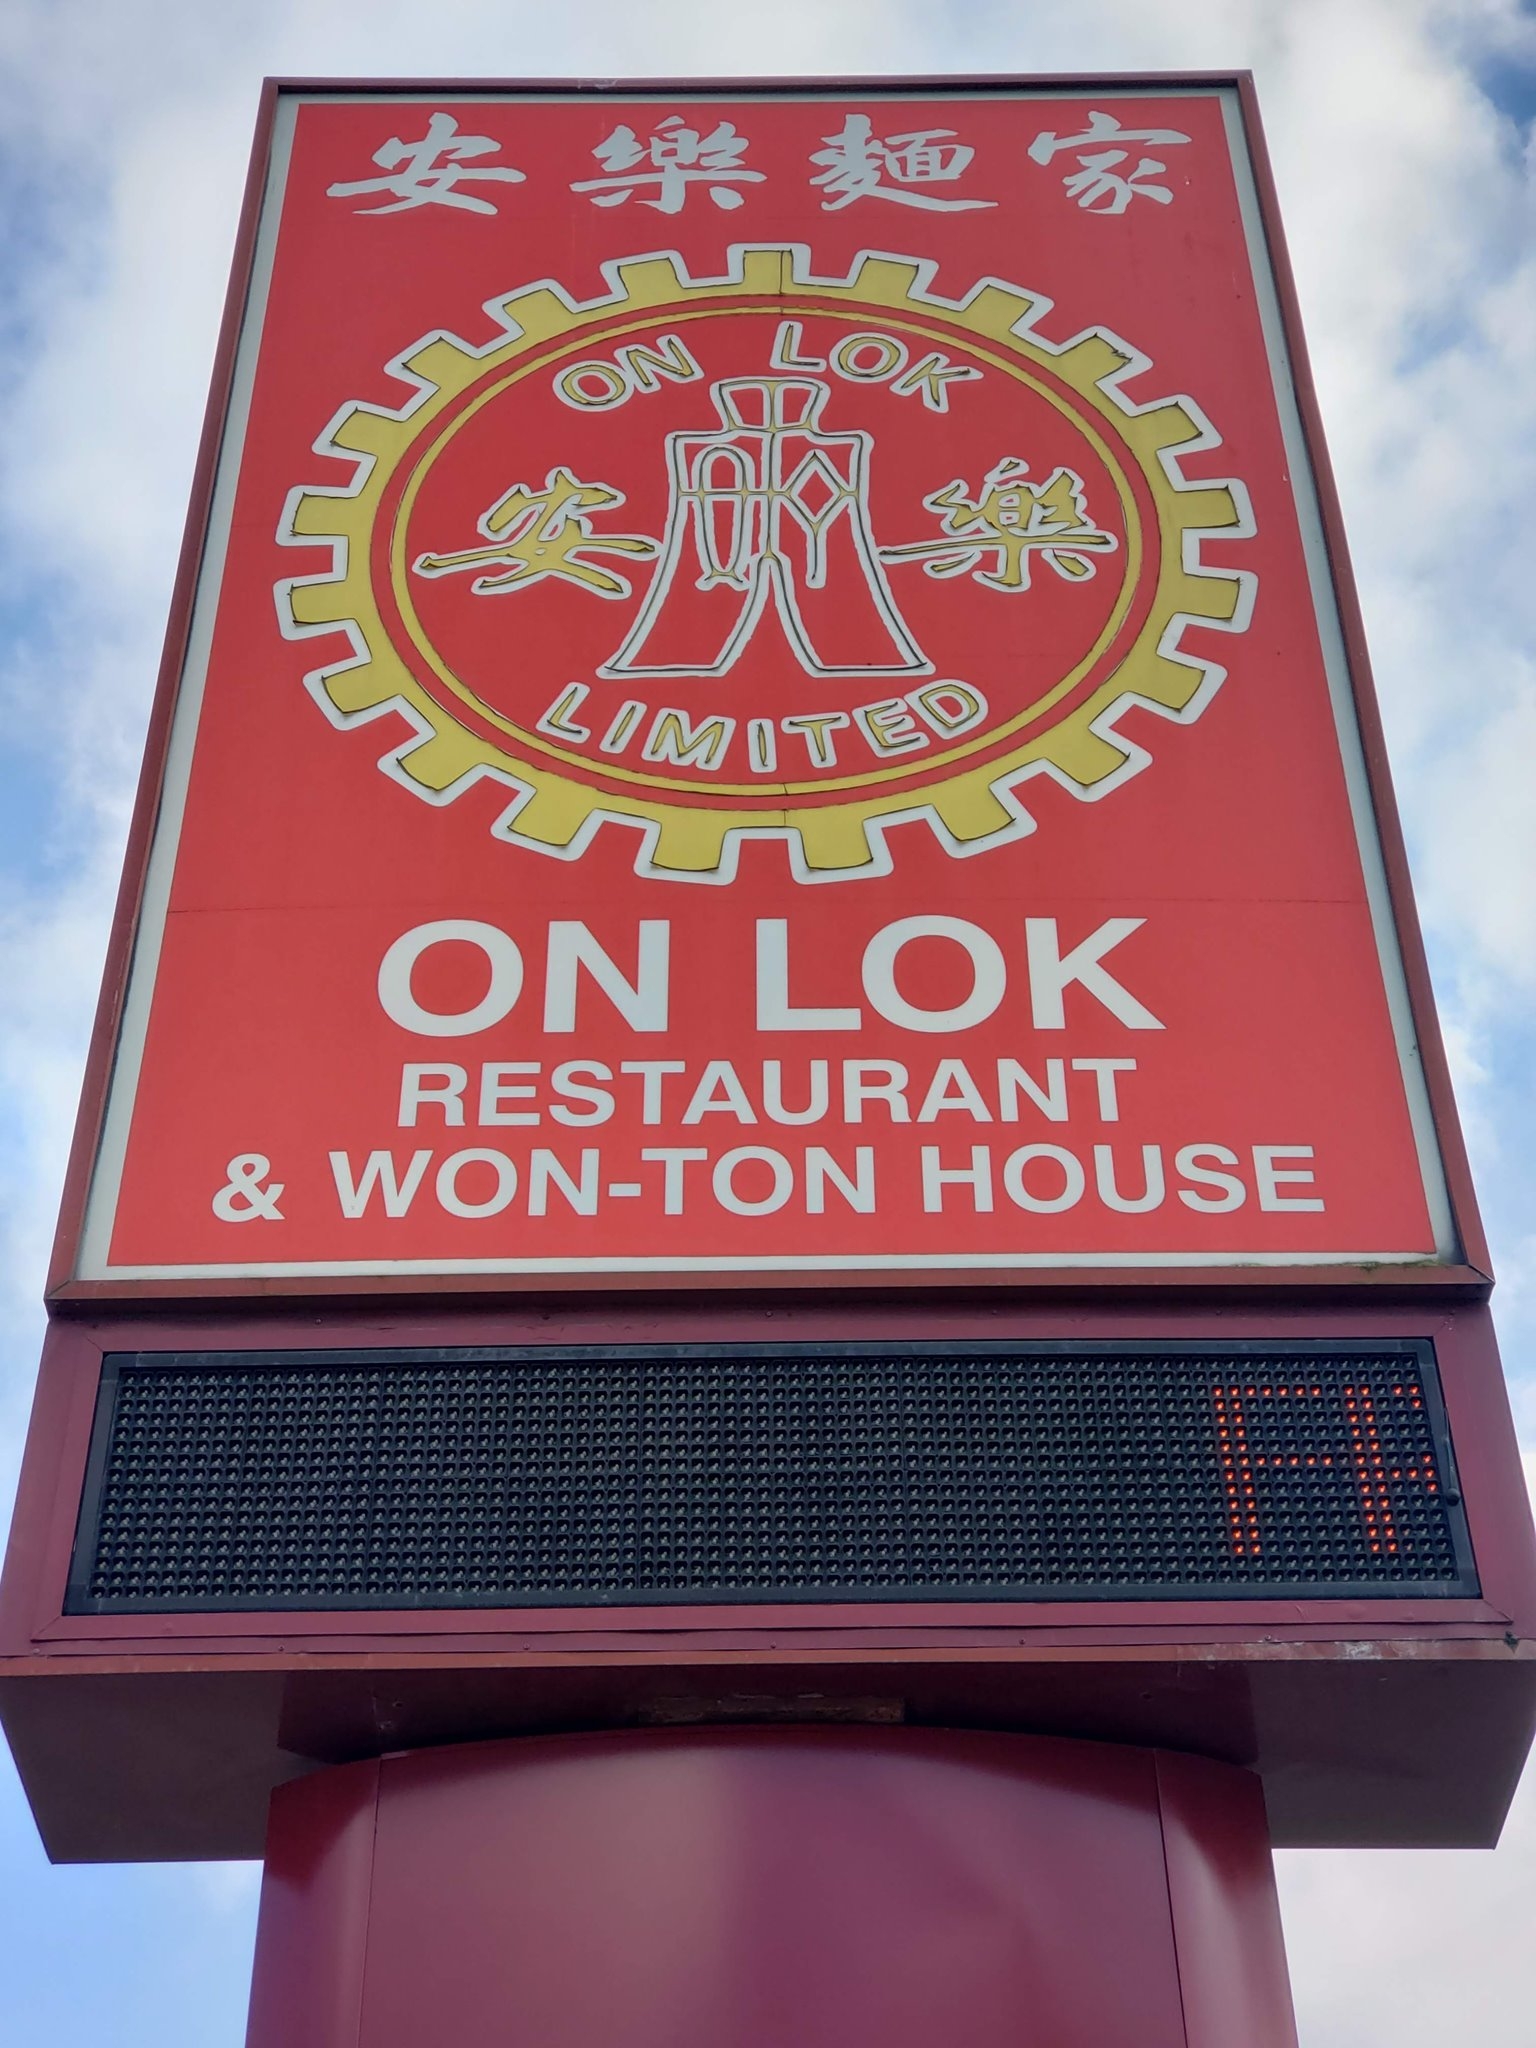 安樂麵家
ON LOK
安 樂
LIMITED
ON LOK
RESTAURANT
& WON-TON HOUSE